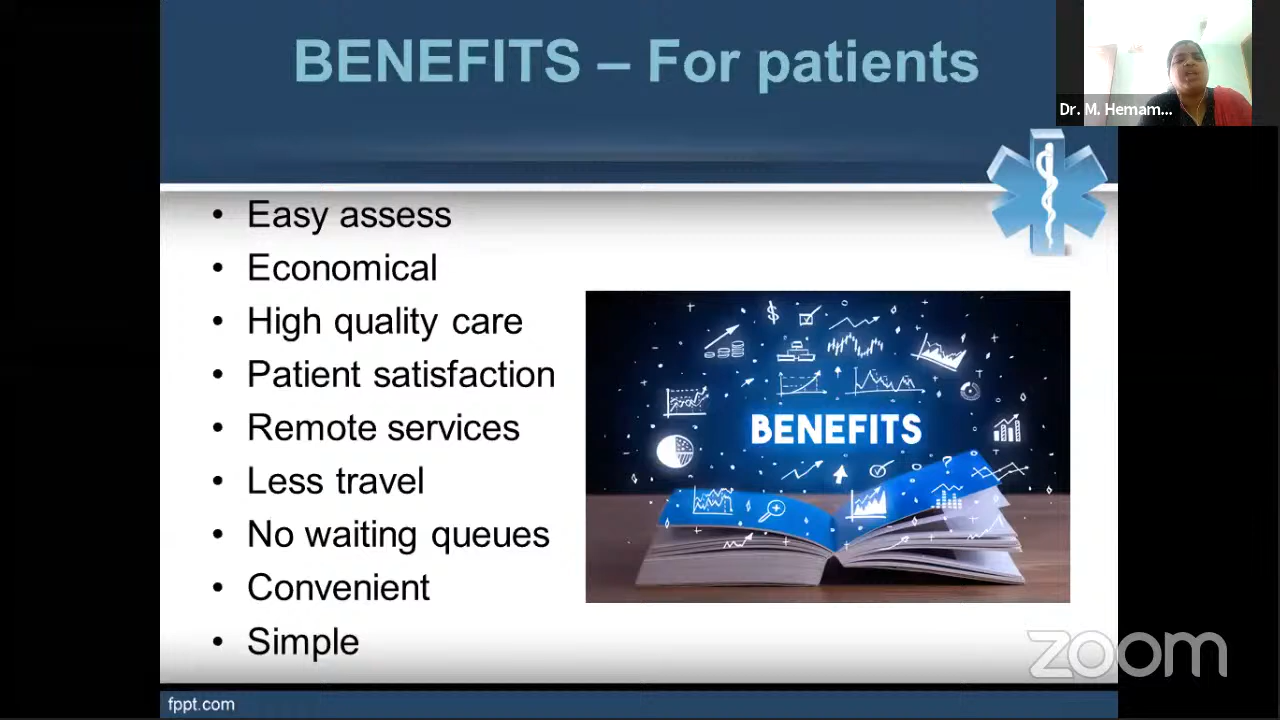 BENEFITS – For patients
Dr. M. Hemam...
• Easy assess
• Economical
• High quality care
• Patient satisfaction
• Remote services
• Less travel
• No waiting queues
• Convenient
• Simple
BENEFITS
zoom
fppt.com